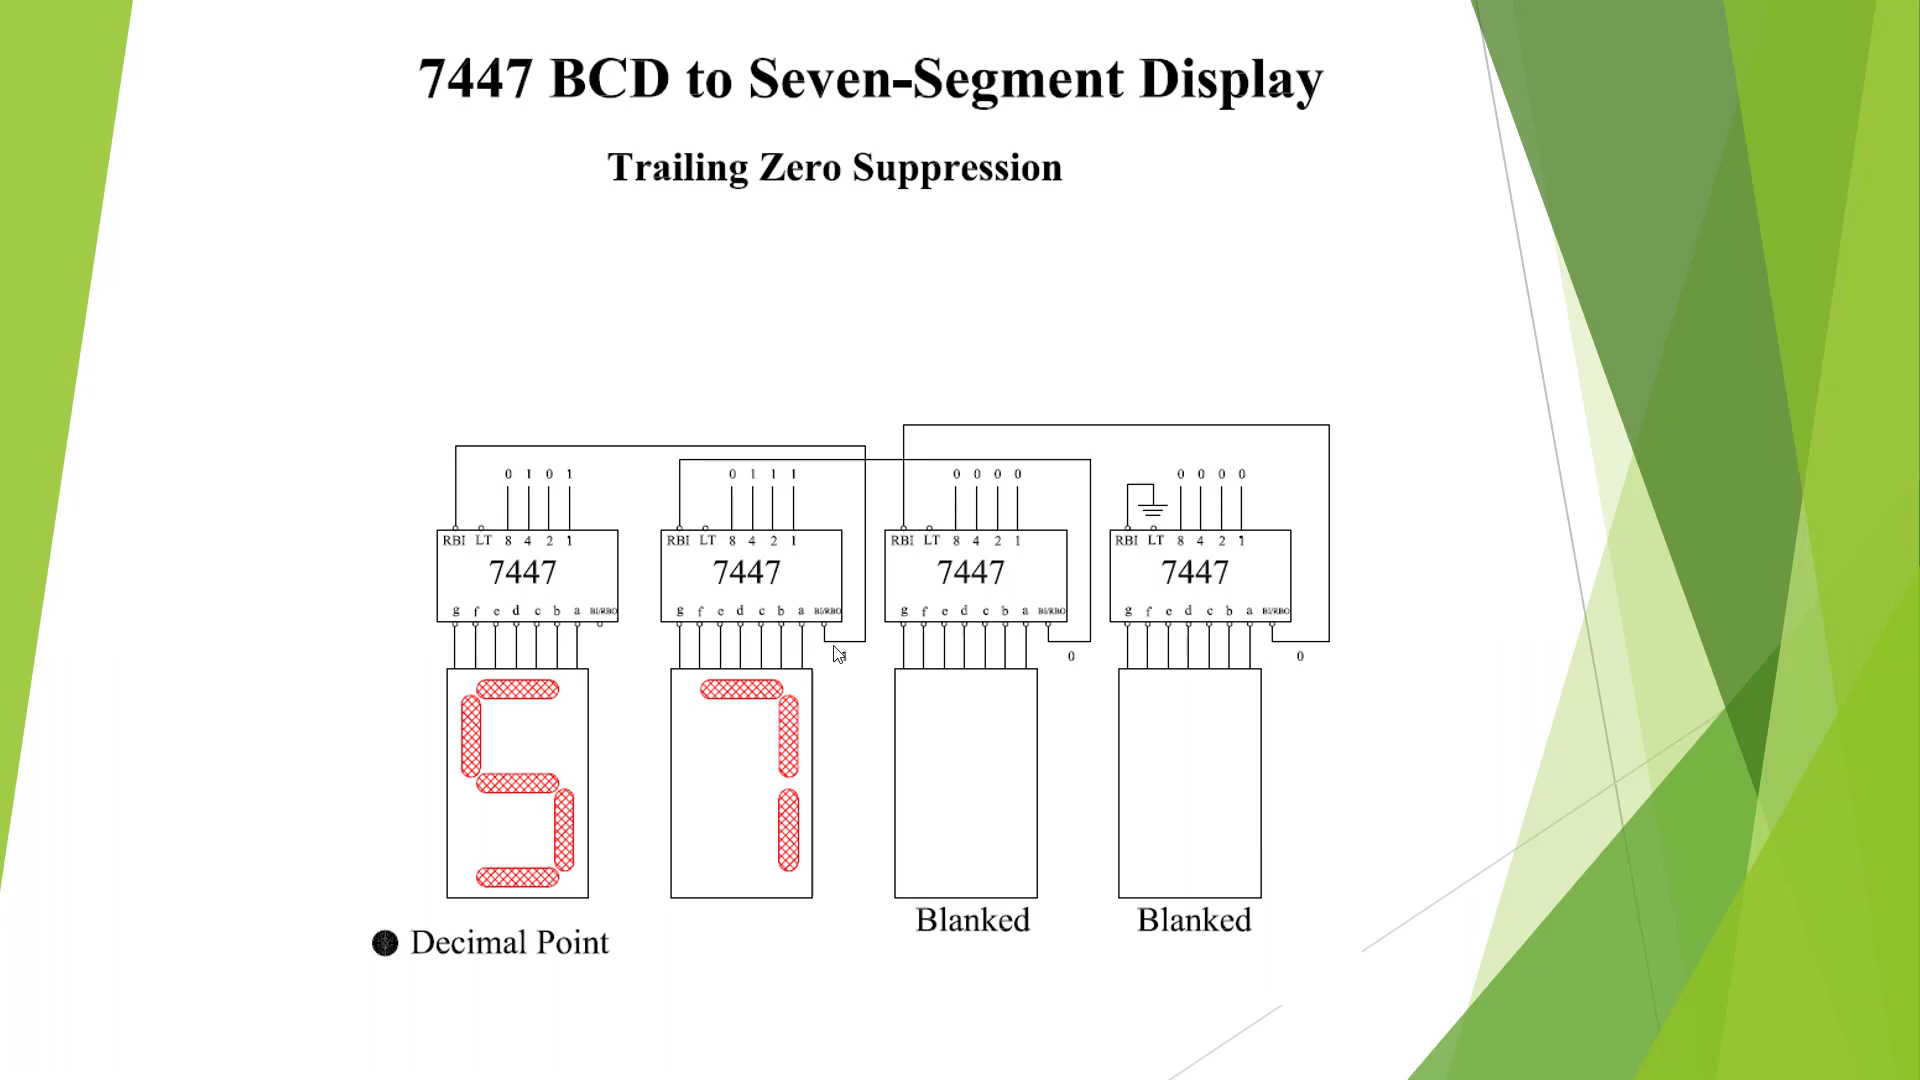 7447 BCD to Seven-Segment Display
Trailing Zero Suppression
0 1 0 1 0 1 1 1 0 0 0 0 0 0 0 0
RBI LT 8 4 2 1 RBI LT 8 4 2 1 RBI LT 8 4 2 1 RBI LT 8 4 2 1
7447 7447 7447 7447
g f e d c b a BI/RBO g f e d c b a BI/RBO g f e d c b a BI/RBO g f e d c b a BI/RBO
0 0
5 7
Blanked Blanked
Decimal Point